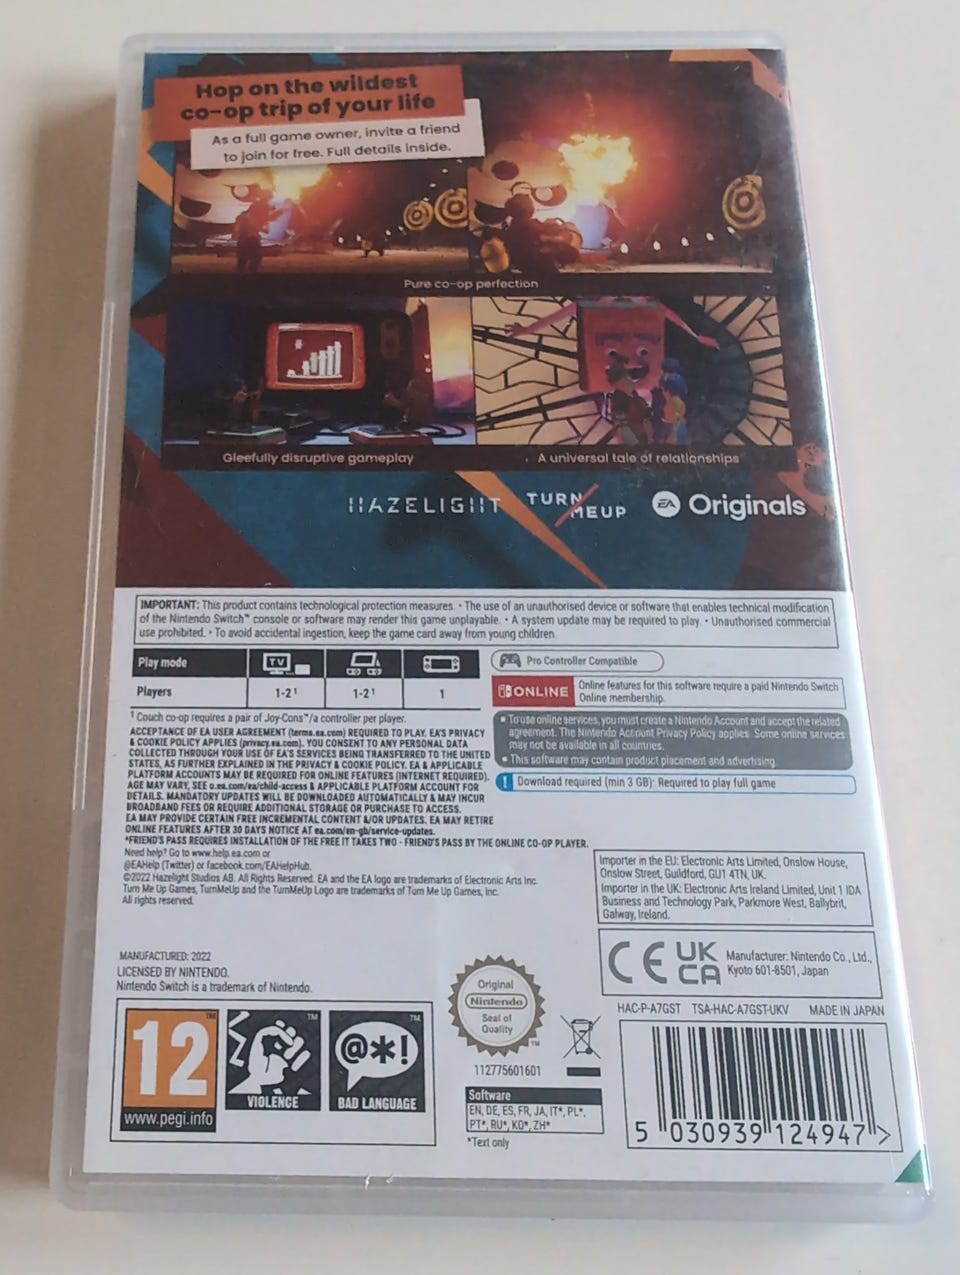 Hop on the wildest
co-op trip of your life
As a full game owner, invite a friend
to join for free. Full details inside.
Pure co-op perfection
Gleefully disruptive gameplay
A universal tale of relationships
HAZELIGHT
TURN
MEUP
EA Originals
IMPORTANT: This product contains technological protection measures. • The use of an unauthorised device or software that enables technical modification
of the Nintendo Switch™ console or software may render this game unplayable. • A system update may be required to play. • Unauthorised commercial
use prohibited. • To avoid accidental ingestion, keep the game card away from young children.
Play mode TV
Players 1-2¹ 1-2¹ 1
Pro Controller Compatible
ONLINE
Online features for this software require a paid Nintendo Switch
Online membership.
• To use online services, you must create a Nintendo Account and accept the related
agreement. The Nintendo Account Privacy Policy applies. Some online services
may not be available in all countries.
• This software may contain product placement and advertising.
! Download required (min 3 GB): Required to play full game
¹ Couch co-op requires a pair of Joy-Cons™/a controller per player.
ACCEPTANCE OF EA USER AGREEMENT (terms.ea.com) REQUIRED TO PLAY. EA'S PRIVACY
& COOKIE POLICY APPLIES (privacy.ea.com). YOU CONSENT TO ANY PERSONAL DATA
COLLECTED THROUGH YOUR USE OF EA'S SERVICES BEING TRANSFERRED TO THE UNITED
STATES, AS FURTHER EXPLAINED IN THE PRIVACY & COOKIE POLICY. EA & APPLICABLE
PLATFORM ACCOUNTS MAY BE REQUIRED FOR ONLINE FEATURES (INTERNET REQUIRED).
AGE MAY VARY, SEE o.ea.com/ea/child-access & APPLICABLE PLATFORM ACCOUNT FOR
DETAILS. MANDATORY UPDATES WILL BE DOWNLOADED AUTOMATICALLY & MAY INCUR
BROADBAND FEES OR REQUIRE ADDITIONAL STORAGE OR PURCHASE TO ACCESS.
EA MAY PROVIDE CERTAIN FREE INCREMENTAL CONTENT &/OR UPDATES. EA MAY RETIRE
ONLINE FEATURES AFTER 30 DAYS NOTICE AT ea.com/en-gb/service-updates.
*FRIEND'S PASS REQUIRES INSTALLATION OF THE FREE IT TAKES TWO - FRIEND'S PASS BY THE ONLINE CO-OP PLAYER.
Need help? Go to www.help.ea.com or
@EAHelp (Twitter) or facebook.com/EAHelpHub.
©2022 Hazelight Studios AB. All Rights Reserved. EA and the EA logo are trademarks of Electronic Arts Inc.
Turn Me Up Games, TurnMeUp and the TurnMeUp Logo are trademarks of Turn Me Up Games, Inc.
All rights reserved.
Importer in the EU: Electronic Arts Limited, Onslow House,
Onslow Street, Guildford, GU1 4TN, UK.
Importer in the UK: Electronic Arts Ireland Limited, Unit 1 IDA
Business and Technology Park, Parkmore West, Ballybrit,
Galway, Ireland.
CE UK
CA
Manufacturer: Nintendo Co., Ltd.,
Kyoto 601-8501, Japan
MANUFACTURED: 2022
LICENSED BY NINTENDO.
Nintendo Switch is a trademark of Nintendo.
HAC-P-A7GST TSA-HAC-A7GST-UKV MADE IN JAPAN
12
www.pegi.info
VIOLENCE
@*!
BAD LANGUAGE
™
™
™
Original
Nintendo
Seal of
Quality
™
112775601601
Software
EN, DE, ES, FR, JA, IT*, PL*,
PT*, RU*, KO*, ZH*
*Text only
5 030939 124947 >